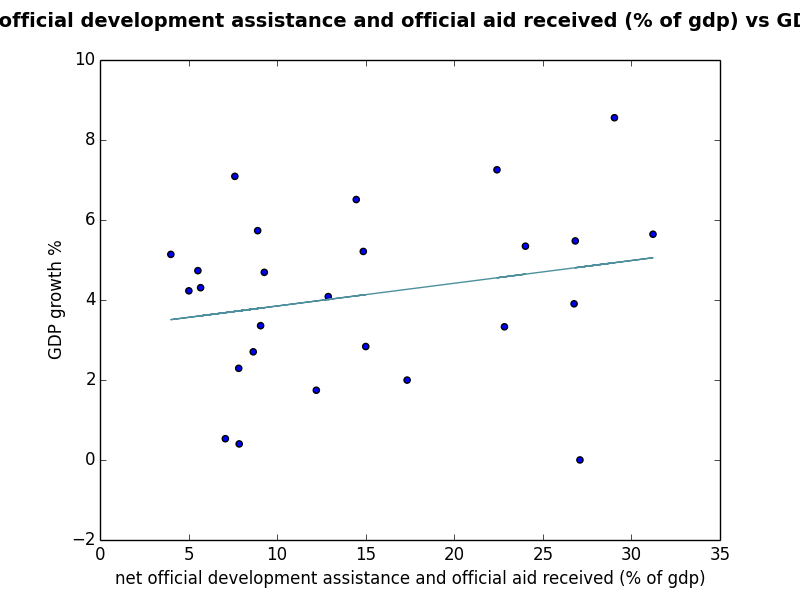 official development assistance and official aid received (% of gdp) vs GD
10
8
6
4
2
0
−2
0 5 10 15 20 25 30 35
GDP growth %
net official development assistance and official aid received (% of gdp)